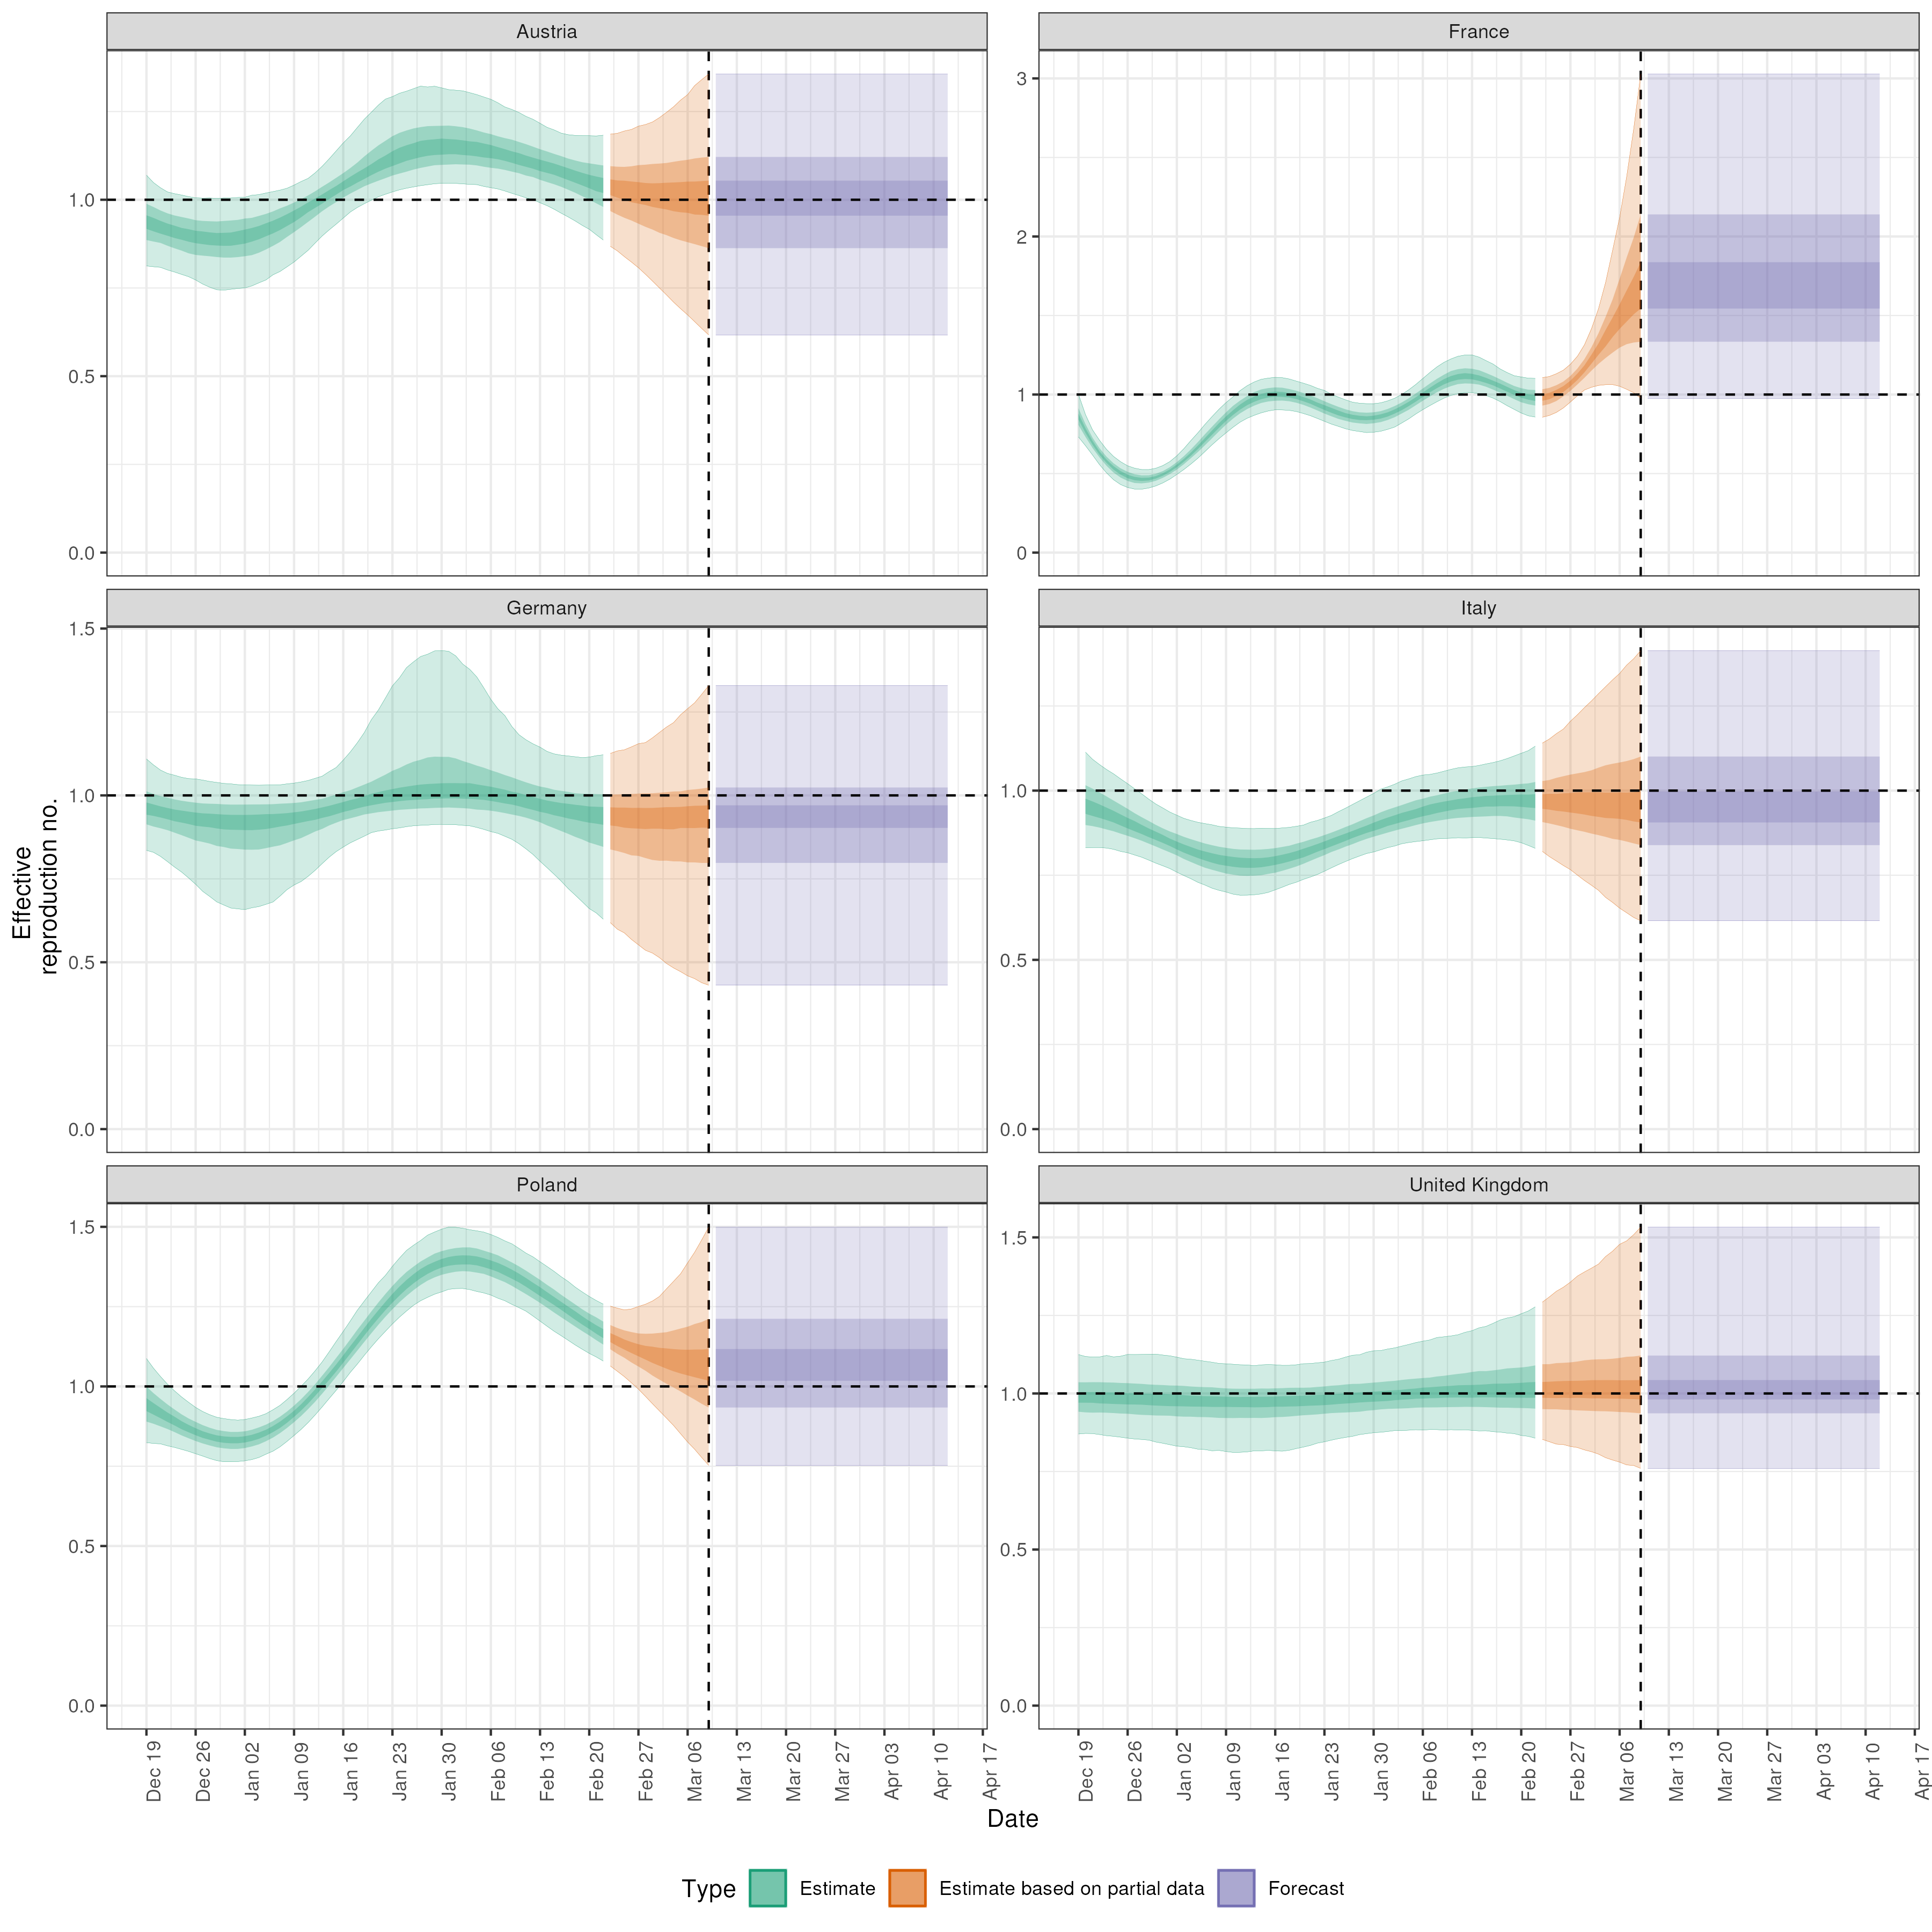 Austria
France
1.0
0.5
0.0
3
2
1
0
Germany
Italy
1.5
1.0
0.5
0.0
1.0
0.5
0.0
Effective
reproduction no.
Poland
United Kingdom
1.5
1.0
0.5
0.0
1.5
1.0
0.5
0.0
Dec 19
Dec 26
Jan 02
Jan 09
Jan 16
Jan 23
Jan 30
Feb 06
Feb 13
Feb 20
Feb 27
Mar 06
Mar 13
Mar 20
Mar 27
Apr 03
Apr 10
Apr 17
Dec 19
Dec 26
Jan 02
Jan 09
Jan 16
Jan 23
Jan 30
Feb 06
Feb 13
Feb 20
Feb 27
Mar 06
Mar 13
Mar 20
Mar 27
Apr 03
Apr 10
Apr 17
Date
Type Estimate Estimate based on partial data Forecast